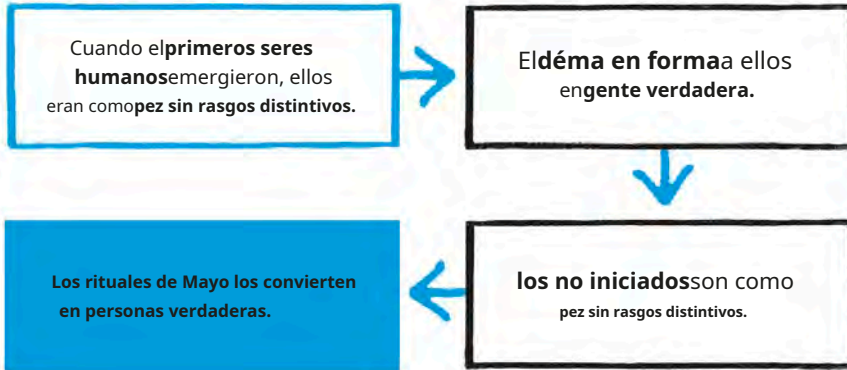 Cuando elprimeros seres
humanosemergieron, ellos
eran comopez sin rasgos distintivos.
Eldéma en formaa ellos
engente verdadera.
los no iniciadosson como
pez sin rasgos distintivos.
Los rituales de Mayo los convierten
en personas verdaderas.